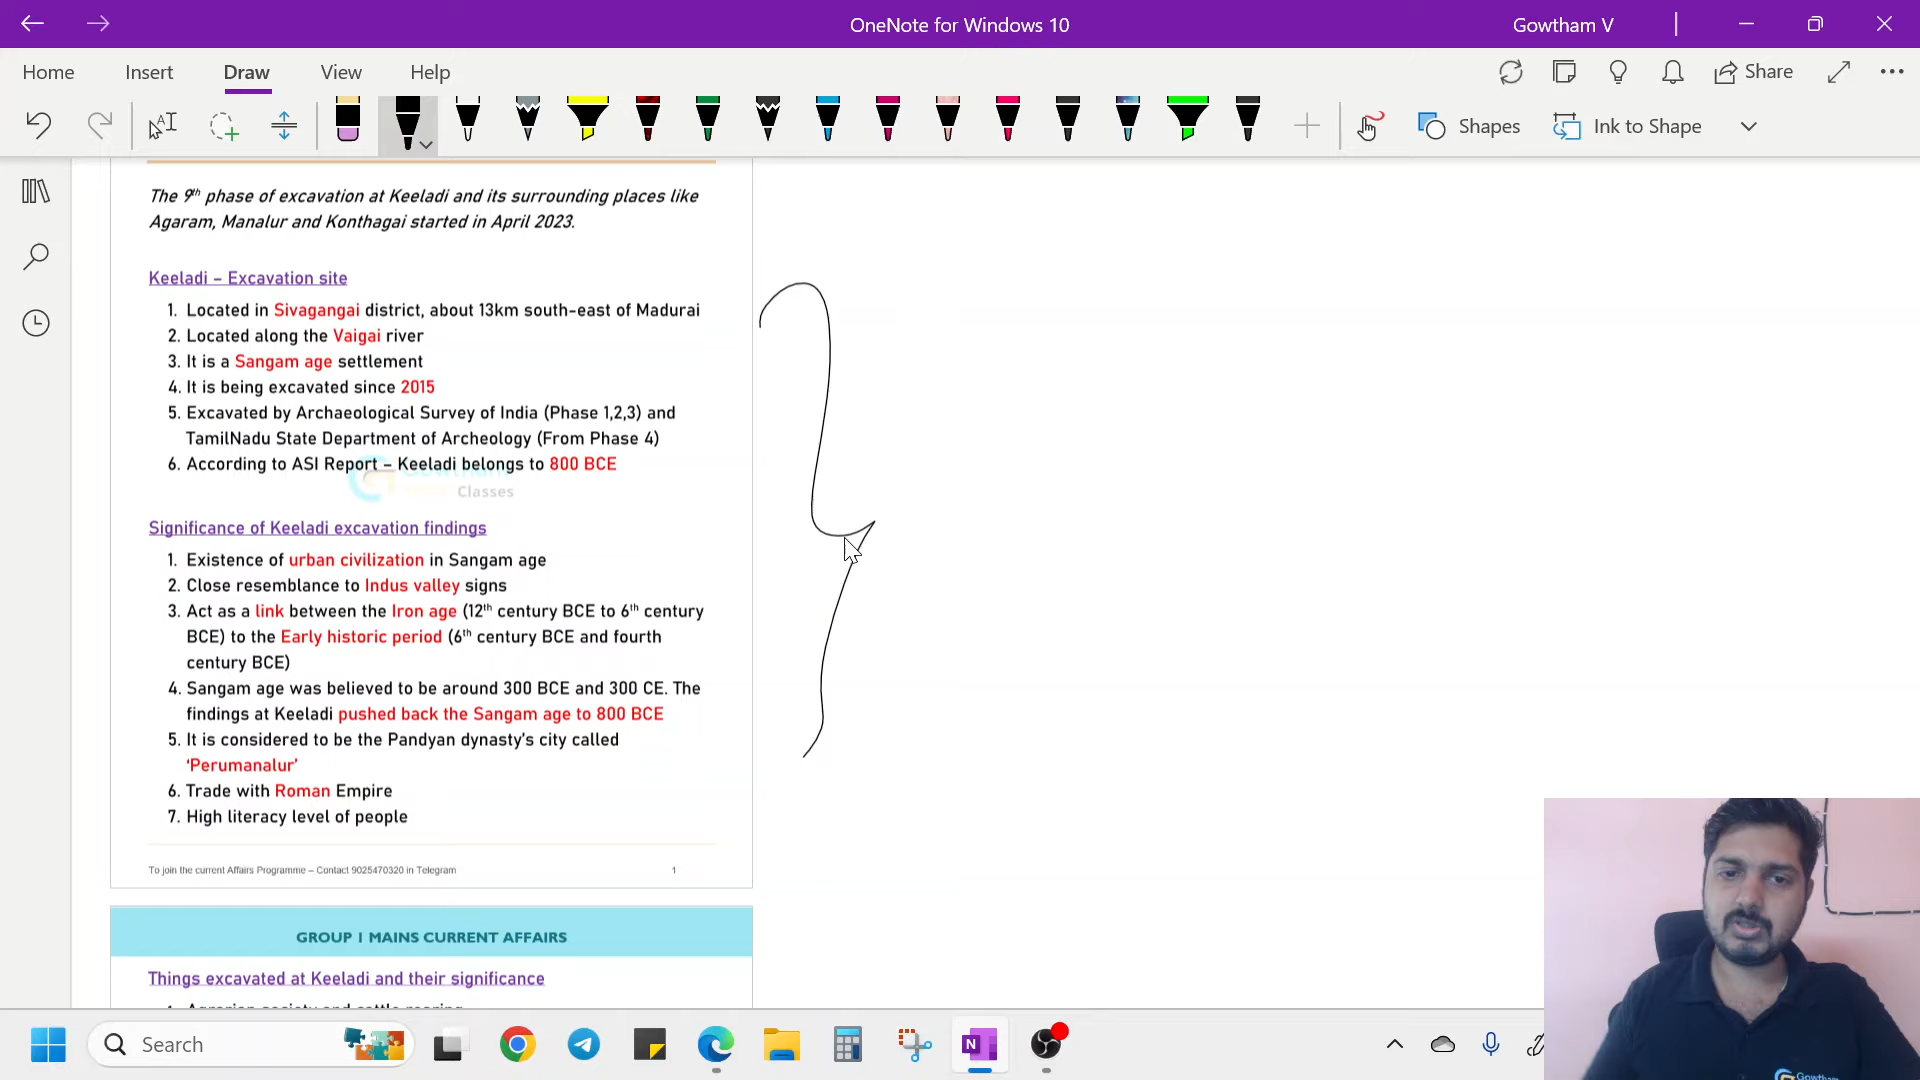 OneNote for Windows 10
Gowtham V
Home Insert Draw View Help
Share
Shapes
Ink to Shape
The 9th phase of excavation at Keeladi and its surrounding places like
Agaram, Manalur and Konthagai started in April 2023.
Keeladi – Excavation site
1. Located in Sivagangai district, about 13km south-east of Madurai
2. Located along the Vaigai river
3. It is a Sangam age settlement
4. It is being excavated since 2015
5. Excavated by Archaeological Survey of India (Phase 1,2,3) and
TamilNadu State Department of Archeology (From Phase 4)
6. According to ASI Report – Keeladi belongs to 800 BCE
Gowtham
Classes
Significance of Keeladi excavation findings
1. Existence of urban civilization in Sangam age
2. Close resemblance to Indus valley signs
3. Act as a link between the Iron age (12th century BCE to 6th century
BCE) to the Early historic period (6th century BCE and fourth
century BCE)
4. Sangam age was believed to be around 300 BCE and 300 CE. The
findings at Keeladi pushed back the Sangam age to 800 BCE
5. It is considered to be the Pandyan dynasty's city called
'Perumanalur'
6. Trade with Roman Empire
7. High literacy level of people
To join the current Affairs Programme – Contact 9025470320 in Telegram 1
GROUP I MAINS CURRENT AFFAIRS
Things excavated at Keeladi and their significance
Search
Gowtham